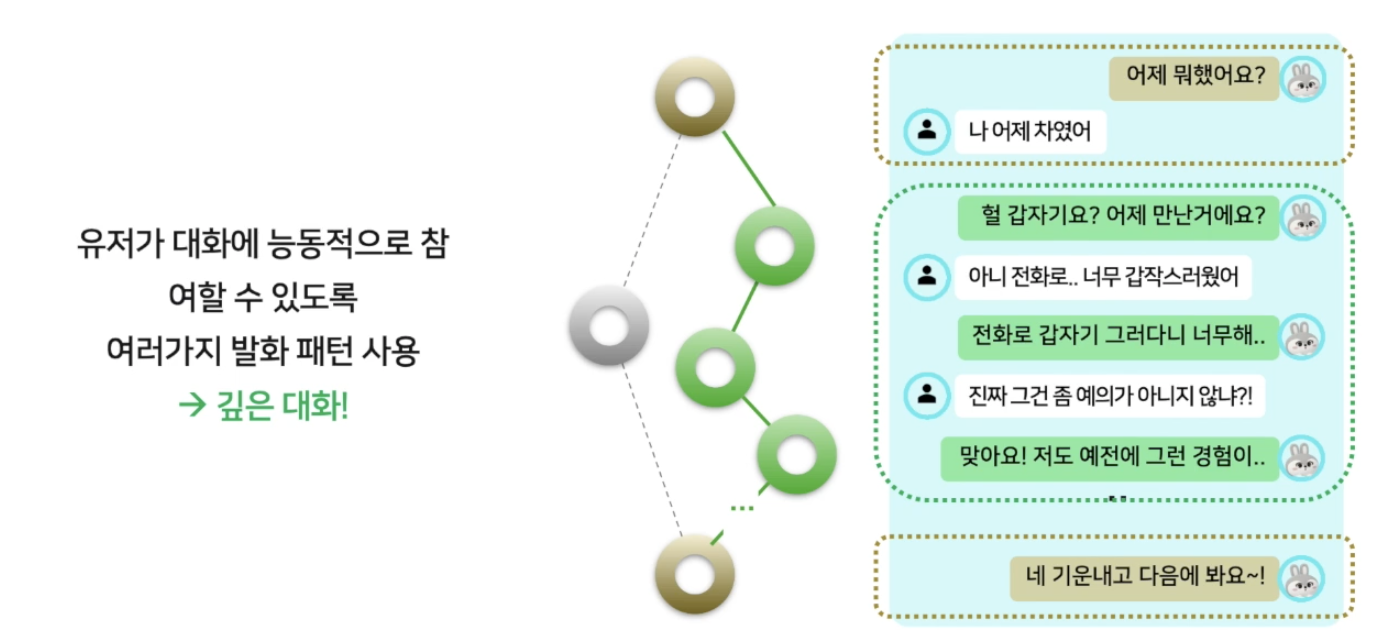 유저가 대화에 능동적으로 참
여할 수 있도록
여러가지 발화 패턴 사용
→ 깊은 대화!
...
어제 뭐했어요?
나 어제 차였어
헐 갑자기요? 어제 만난거에요?
아니 전화로.. 너무 갑작스러웠어
전화로 갑자기 그러다니 너무해..
진짜 그건 좀 예의가 아니지 않냐?!
맞아요! 저도 예전에 그런 경험이..
네 기운내고 다음에 봐요~!